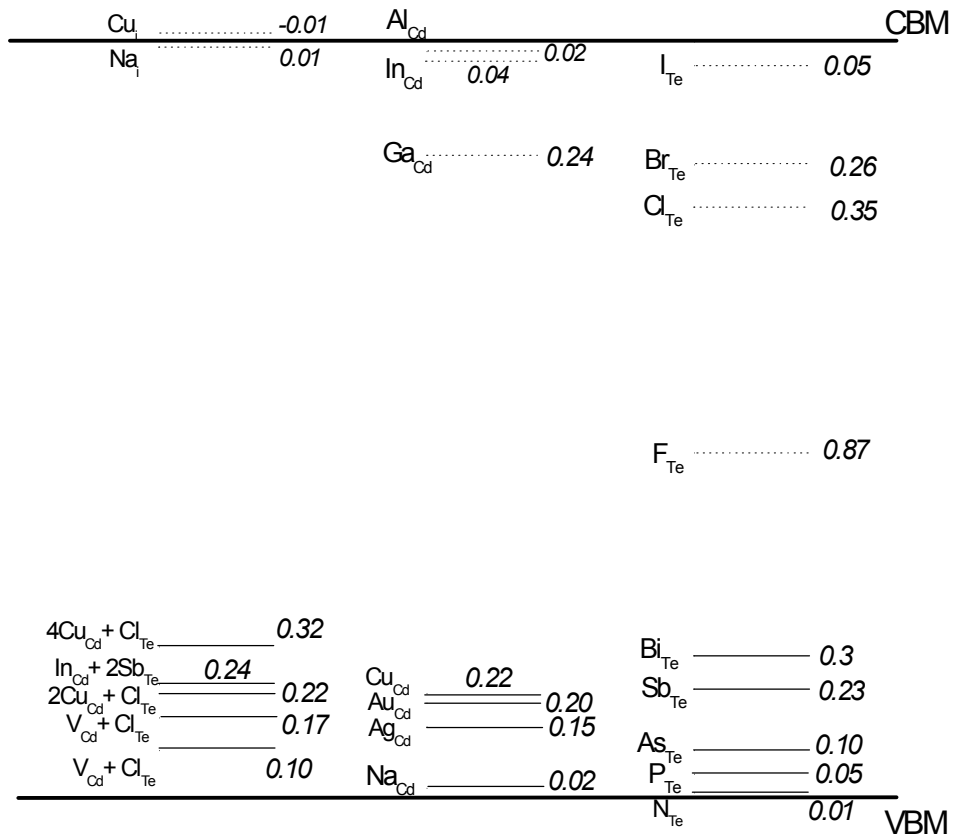 Cu_i -0.01 Al_Cd CBM
Na_i 0.01 In_Cd 0.02 0.04 I_Te 0.05
Ga_Cd 0.24 Br_Te 0.26
Cl_Te 0.35
F_Te 0.87
4Cu_Cd + Cl_Te 0.32
Bi_Te 0.3
In_Cd + 2Sb_Te 0.24 Cu_Cd 0.22
Sb_Te 0.23
2Cu_Cd + Cl_Te 0.22 Au_Cd 0.20
V_Cd + Cl_Te 0.17 Ag_Cd 0.15
As_Te 0.10
V_Cd + Cl_Te 0.10 Na_Cd 0.02 P_Te 0.05
N_Te 0.01 VBM